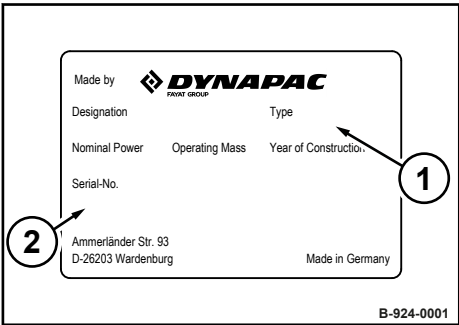 Made by DYNAPAC
FAYAT GROUP
Designation Type
Nominal Power Operating Mass Year of Construction
1
Serial-No.
2
Ammerländer Str. 93
D-26203 Wardenburg Made in Germany
B-924-0001